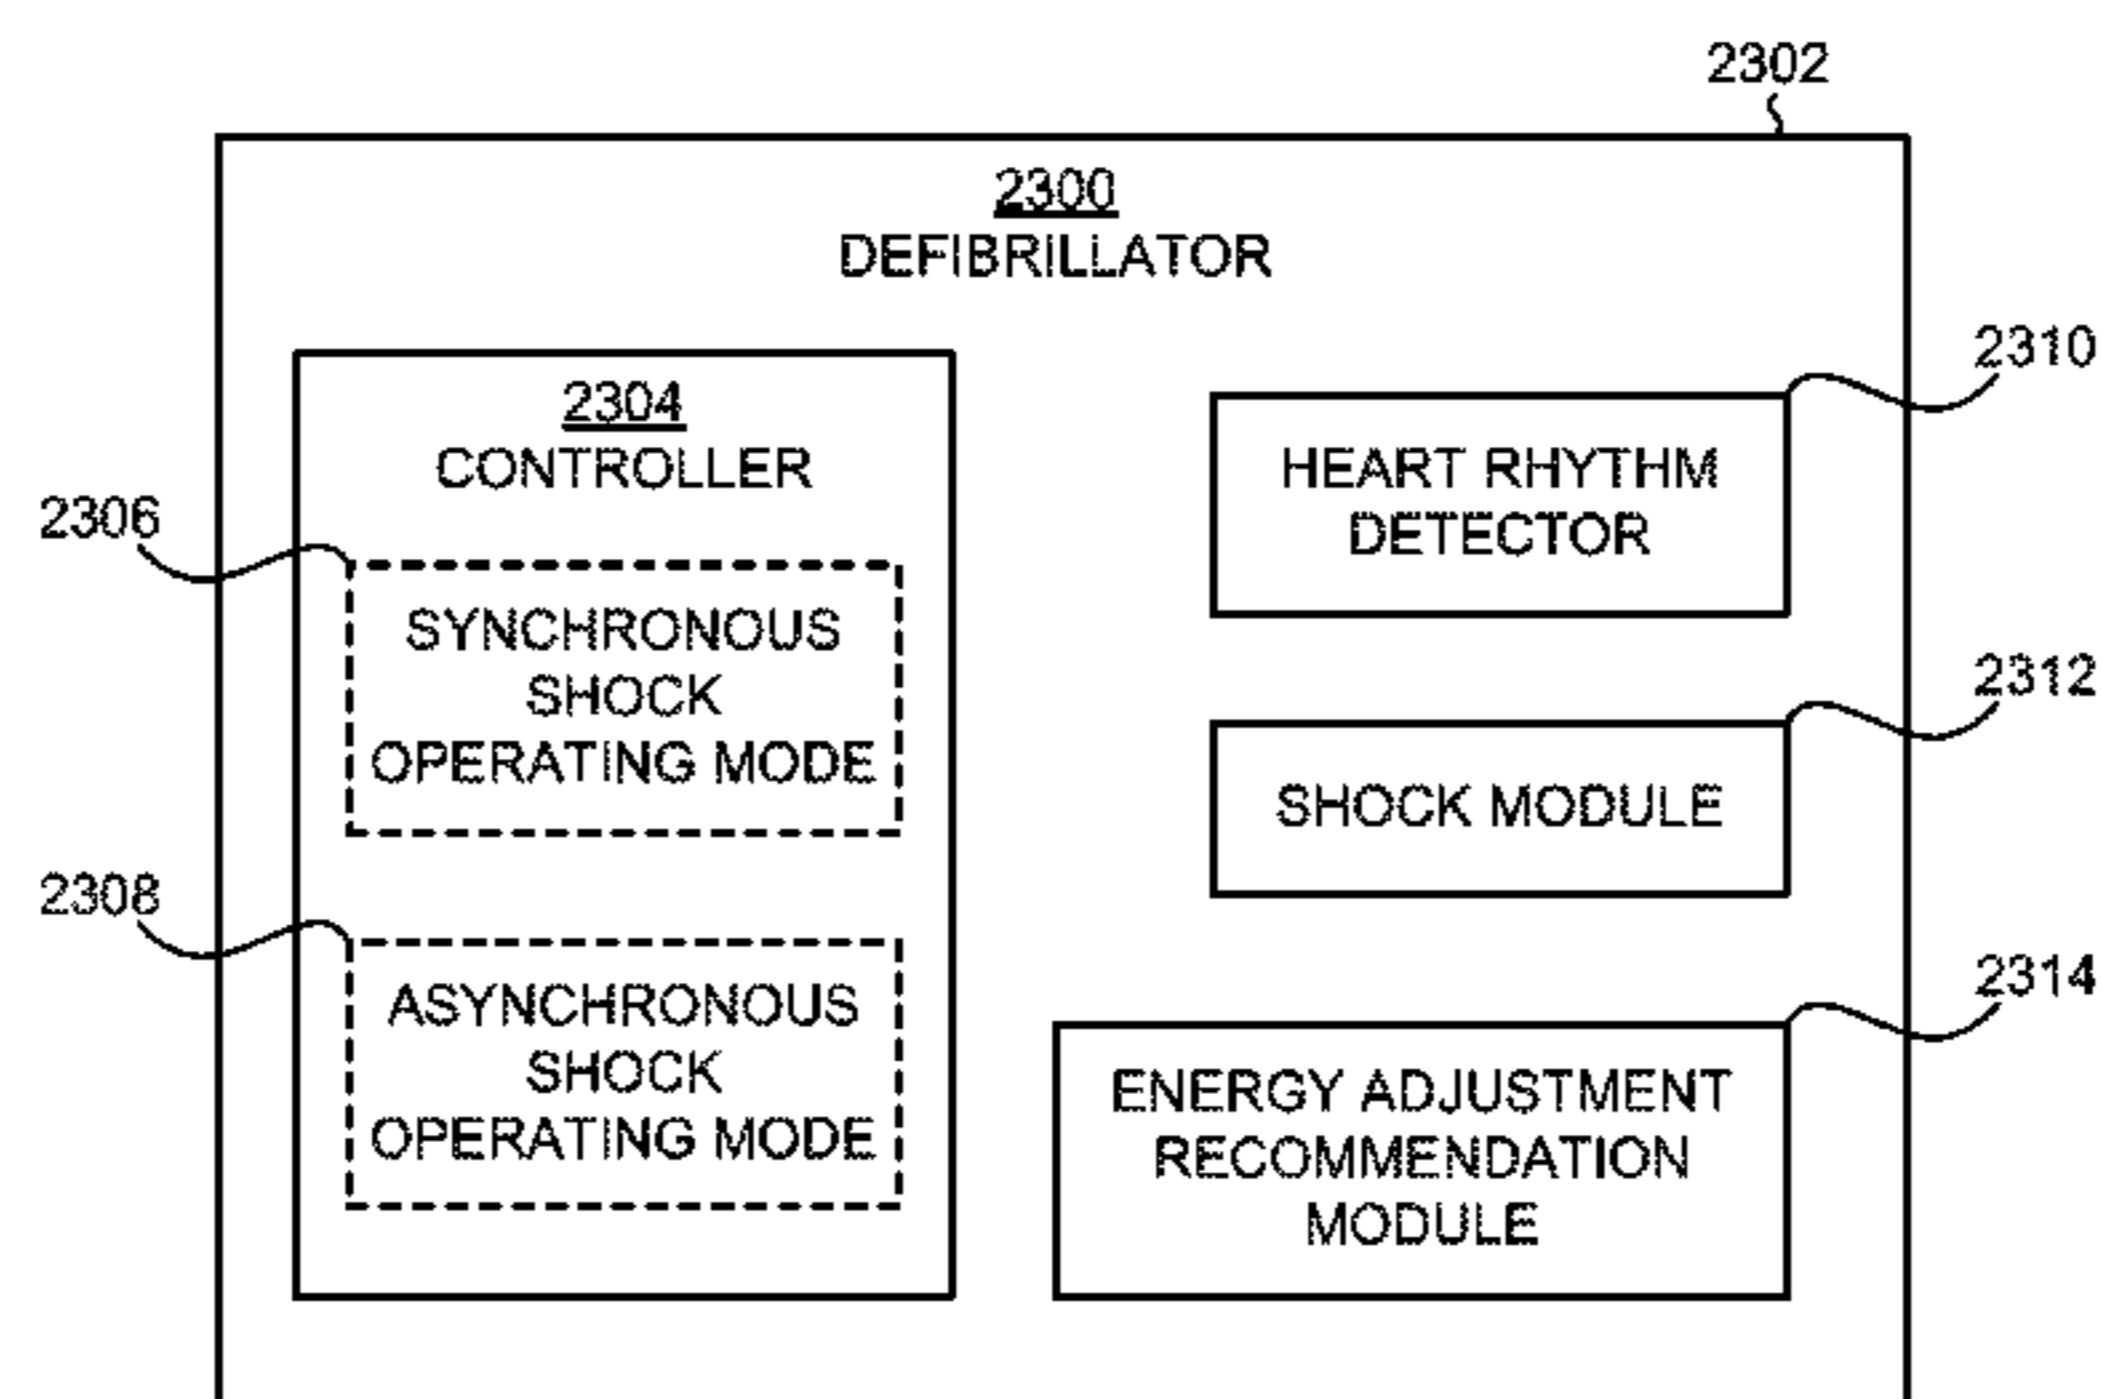 2302
2300
DEFIBRILLATOR
2304
CONTROLLER
2306
SYNCHRONOUS
SHOCK
OPERATING MODE
2308
ASYNCHRONOUS
SHOCK
OPERATING MODE
2310
HEART RHYTHM
DETECTOR
2312
SHOCK MODULE
2314
ENERGY ADJUSTMENT
RECOMMENDATION
MODULE